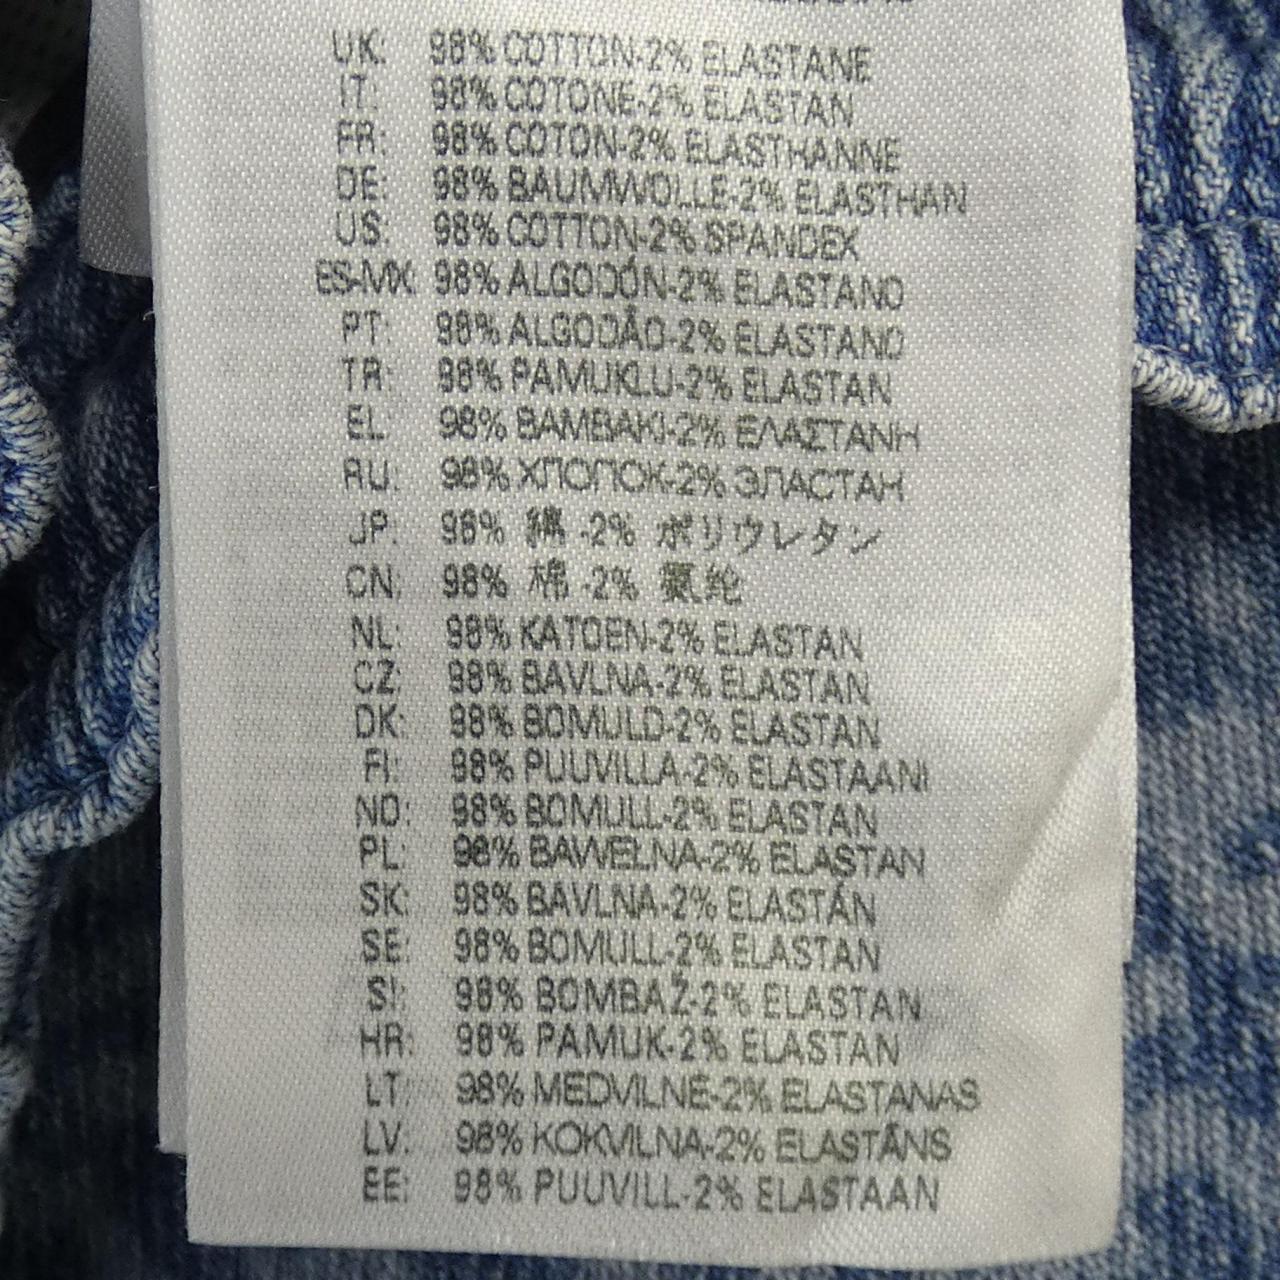 UK: 98% COTTON-2% ELASTANE
IT: 98% COTONE-2% ELASTAN
FR: 98% COTON-2% ELASTHANNE
DE: 98% BAUMWOLLE-2% ELASTHAN
US: 98% COTTON-2% SPANDEX
ES-MX: 98% ALGODÓN-2% ELASTANO
PT: 98% ALGODÃO-2% ELASTANO
TR: 98% PAMUKLU-2% ELASTAN
EL: 98% BAMBAKI-2% ΕΛΑΣΤΑΝΗ
RU: 98% ХЛОПОК-2% ЭЛАСТАН
JP: 98% 綿 -2% ポリウレタン
CN: 98% 棉 -2% 氨纶
NL: 98% KATOEN-2% ELASTAN
CZ: 98% BAVLNA-2% ELASTAN
DK: 98% BOMULD-2% ELASTAN
FI: 98% PUUVILLA-2% ELASTAANI
NO: 98% BOMULL-2% ELASTAN
PL: 98% BAWEŁNA-2% ELASTAN
SK: 98% BAVLNA-2% ELASTÁN
SE: 98% BOMULL-2% ELASTAN
SI: 98% BOMBAŽ-2% ELASTAN
HR: 98% PAMUK-2% ELASTAN
LT: 98% MEDVILNĖ-2% ELASTANAS
LV: 98% KOKVILNA-2% ELASTĀNS
EE: 98% PUUVILL-2% ELASTAAN